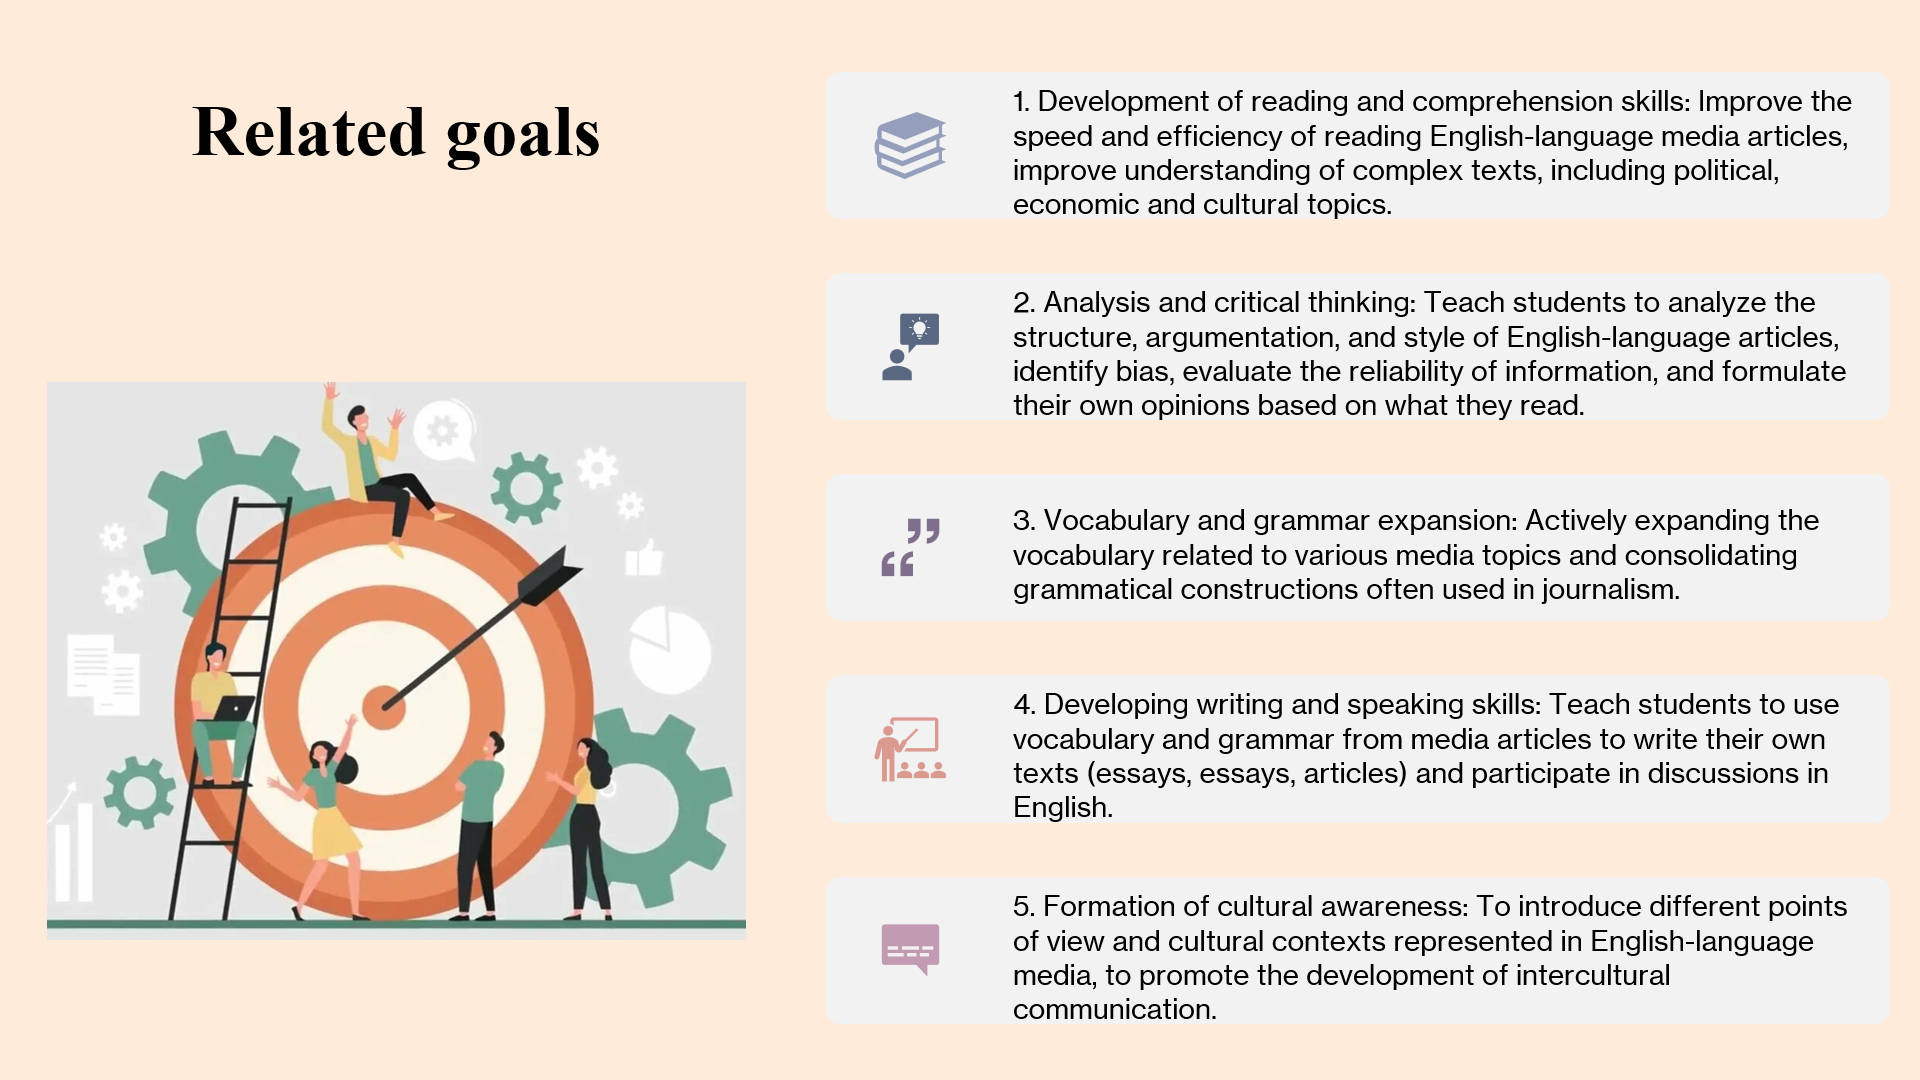 Related goals
1. Development of reading and comprehension skills: Improve the
speed and efficiency of reading English-language media articles,
improve understanding of complex texts, including political,
economic and cultural topics.
2. Analysis and critical thinking: Teach students to analyze the
structure, argumentation, and style of English-language articles,
identify bias, evaluate the reliability of information, and formulate
their own opinions based on what they read.
3. Vocabulary and grammar expansion: Actively expanding the
vocabulary related to various media topics and consolidating
grammatical constructions often used in journalism.
4. Developing writing and speaking skills: Teach students to use
vocabulary and grammar from media articles to write their own
texts (essays, essays, articles) and participate in discussions in
English.
5. Formation of cultural awareness: To introduce different points
of view and cultural contexts represented in English-language
media, to promote the development of intercultural
communication.